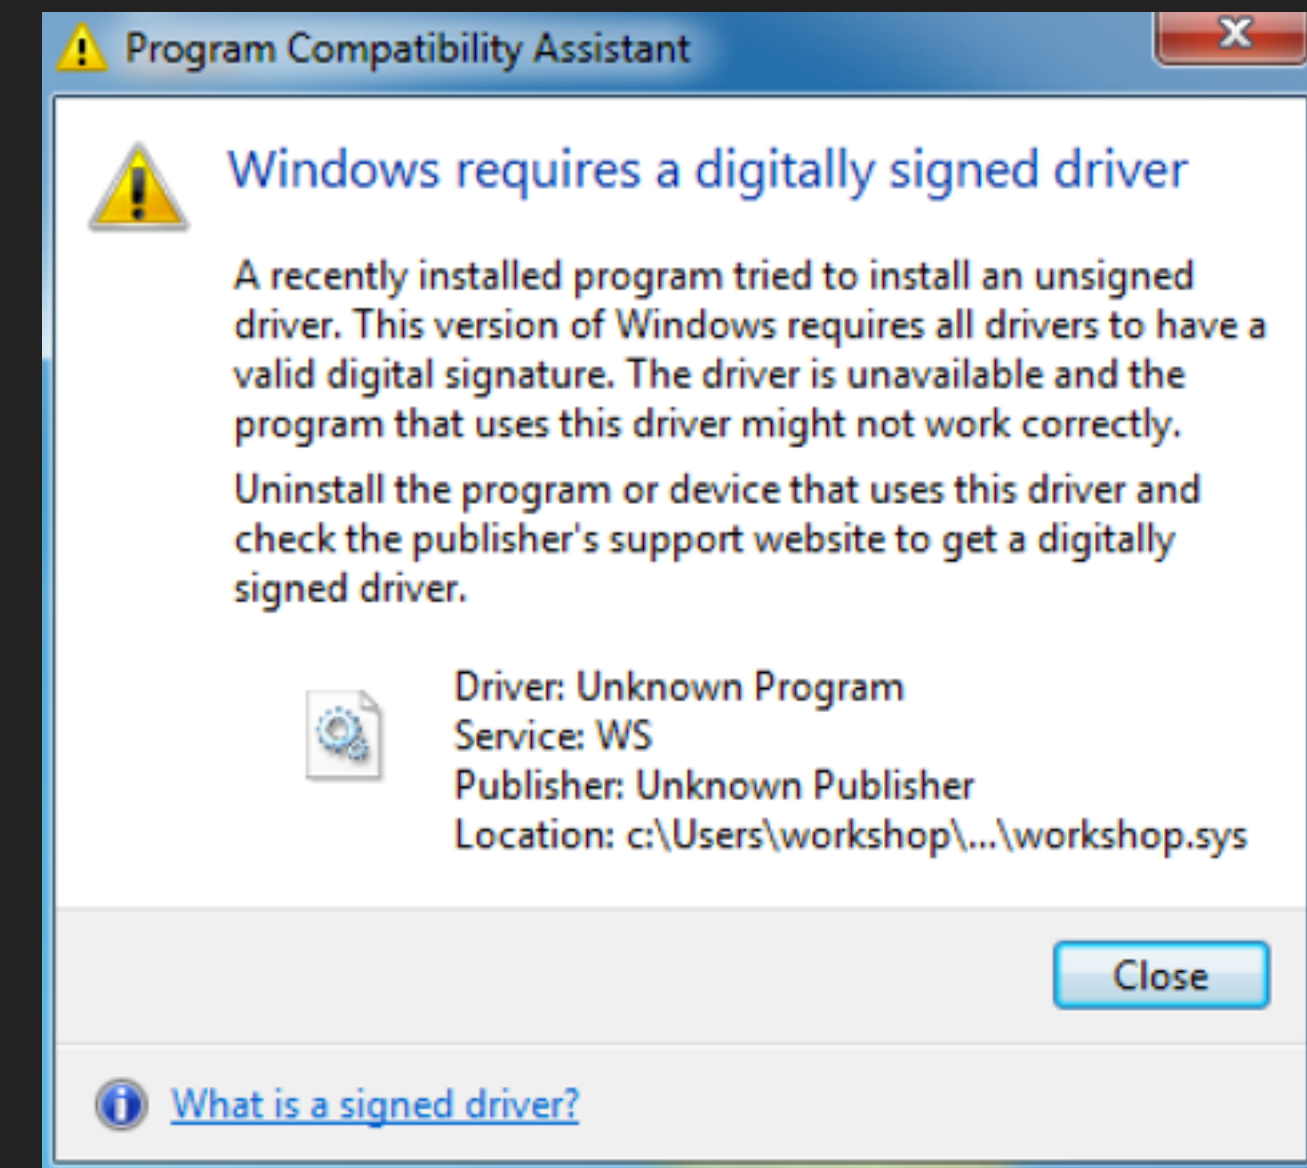 Program Compatibility Assistant
Windows requires a digitally signed driver
A recently installed program tried to install an unsigned
driver. This version of Windows requires all drivers to have a
valid digital signature. The driver is unavailable and the
program that uses this driver might not work correctly.
Uninstall the program or device that uses this driver and
check the publisher's support website to get a digitally
signed driver.
Driver: Unknown Program
Service: WS
Publisher: Unknown Publisher
Location: c:\Users\workshop\...\workshop.sys
Close
What is a signed driver?